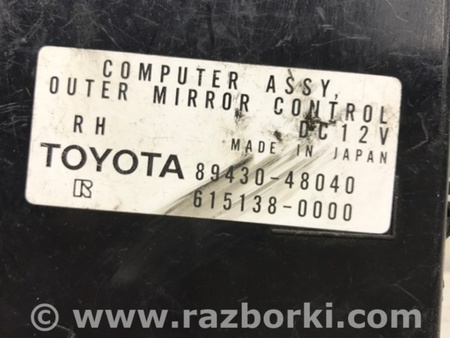 COMPUTER ASSY,
OUTER MIRROR CONTROL
RH DC12V
MADE IN JAPAN
TOYOTA 89430-48040
R 615138-0000
© www.razborki.com